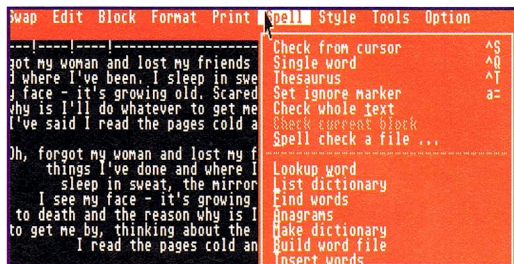 Swap Edit Block Format Print Spell Style Tools Option
---!----!----!--------------------------
got my woman and lost my friends
d where I've been. I sleep in swe
y face - it's growing old. Scared
why is I'll do whatever to get me
I've said I read the pages cold a
Oh, forgot my woman and lost my f
things I've done and where I
sleep in sweat, the mirror
I see my face - it's growing
to death and the reason why is I
to get me by, thinking about the
I read the pages cold an
Check from cursor ^S
Single word ^Q
Thesaurus ^T
Set ignore marker a=
Check whole text
Check current block
Spell check a file ...
Lookup word
List dictionary
Find words
Anagrams
Make dictionary
Build word file
Insert words